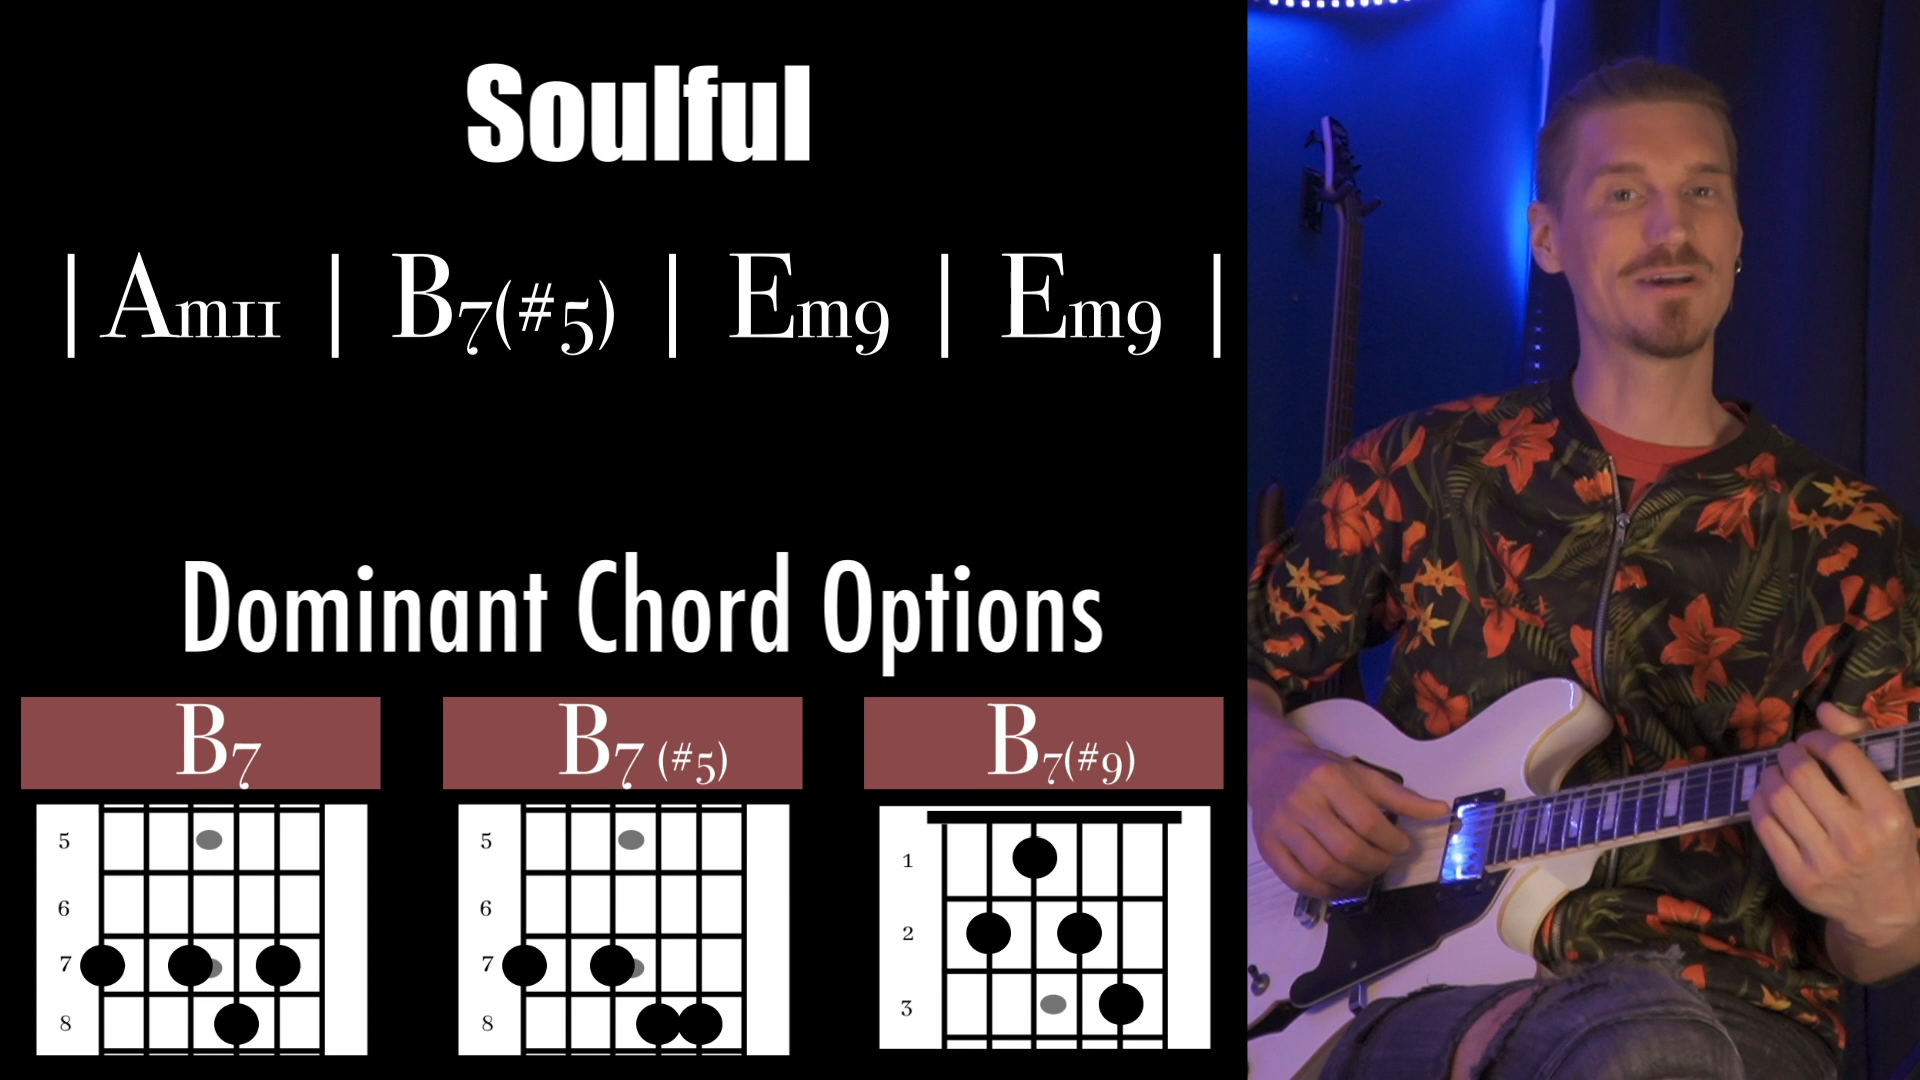 Soulful
| Am11 | B7(#5) | Em9 | Em9 |
Dominant Chord Options
B7
5
6
7
8
B7 (#5)
5
6
7
8
B7(#9)
1
2
3